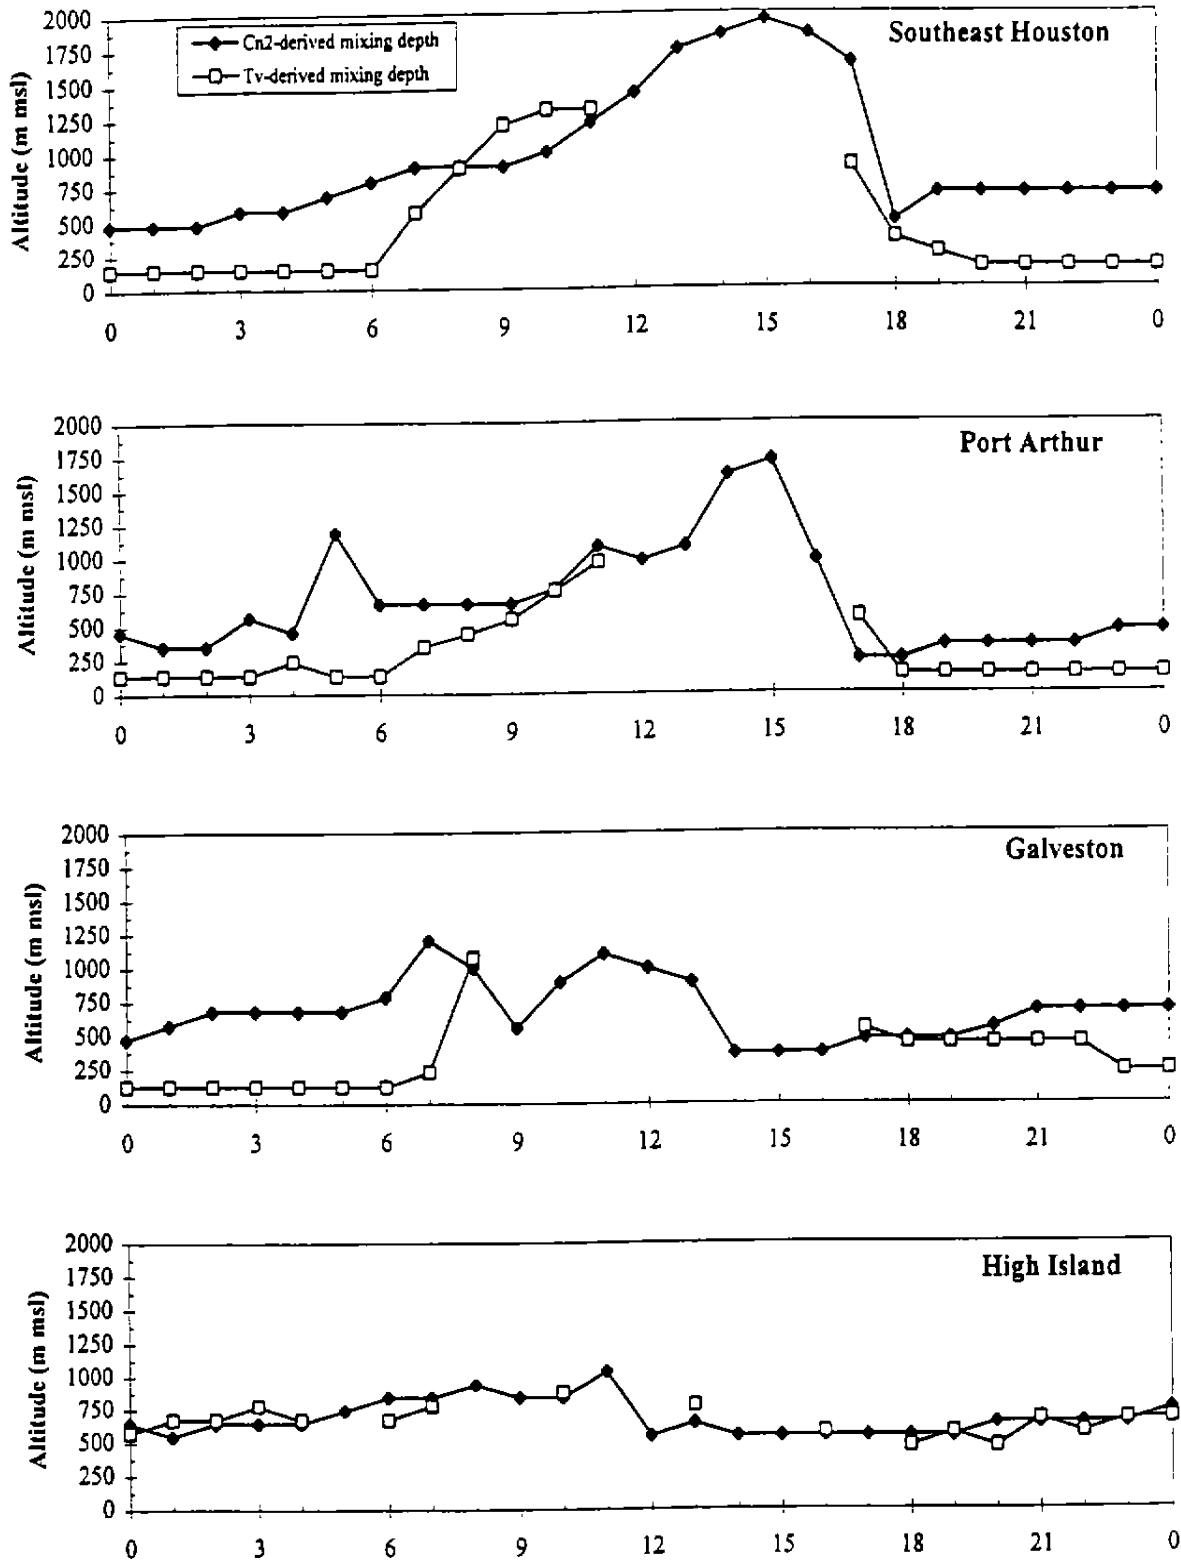 2000
1750
1500
1250
1000
750
500
250
0
Altitude (m msl)
Cn2-derived mixing depth
Tv-derived mixing depth
Southeast Houston
0 3 6 9 12 15 18 21 0
2000
1750
1500
1250
1000
750
500
250
0
Altitude (m msl)
Port Arthur
0 3 6 9 12 15 18 21 0
2000
1750
1500
1250
1000
750
500
250
0
Altitude (m msl)
Galveston
0 3 6 9 12 15 18 21 0
2000
1750
1500
1250
1000
750
500
250
0
Altitude (m msl)
High Island
0 3 6 9 12 15 18 21 0